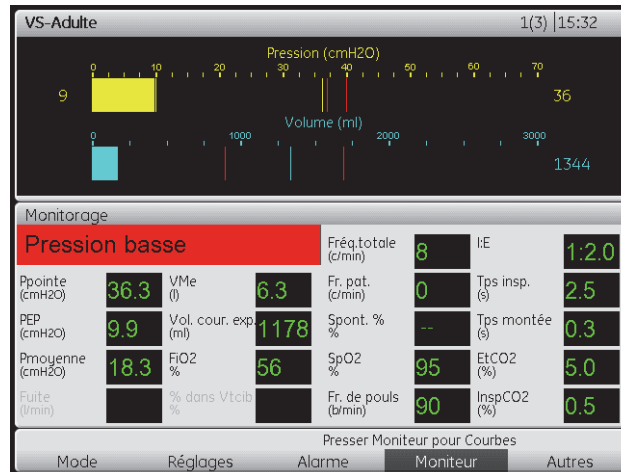 VS-Adulte 1(3) 15:32
Pression (cmH2O)
0 10 20 30 40 50 60 70
9 36
Volume (ml)
0 1000 2000 3000
1344
Monitorage
Pression basse
Fréq.totale (c/min) 8
I:E 1:2.0
Ppointe (cmH2O) 36.3
VMe (l) 6.3
Fr. pat. (c/min) 0
Tps insp. (s) 2.5
PEP (cmH2O) 9.9
Vol. cour. exp. (ml) 1178
Spont. % % --
Tps montée (s) 0.3
Pmoyenne (cmH2O) 18.3
FiO2 % 56
SpO2 % 95
EtCO2 (%) 5.0
Fuite (l/min)
% dans Vtcib %
Fr. de pouls (b/min) 90
InspCO2 (%) 0.5
Presser Moniteur pour Courbes
Mode Réglages Alarme Moniteur Autres